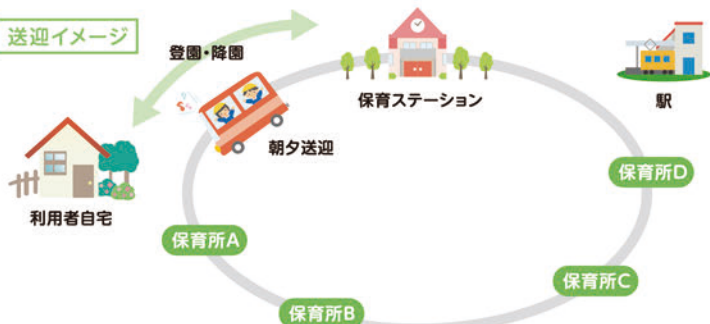 送迎イメージ
登園・降園
保育ステーション
駅
朝夕送迎
利用者自宅
保育所A
保育所B
保育所C
保育所D